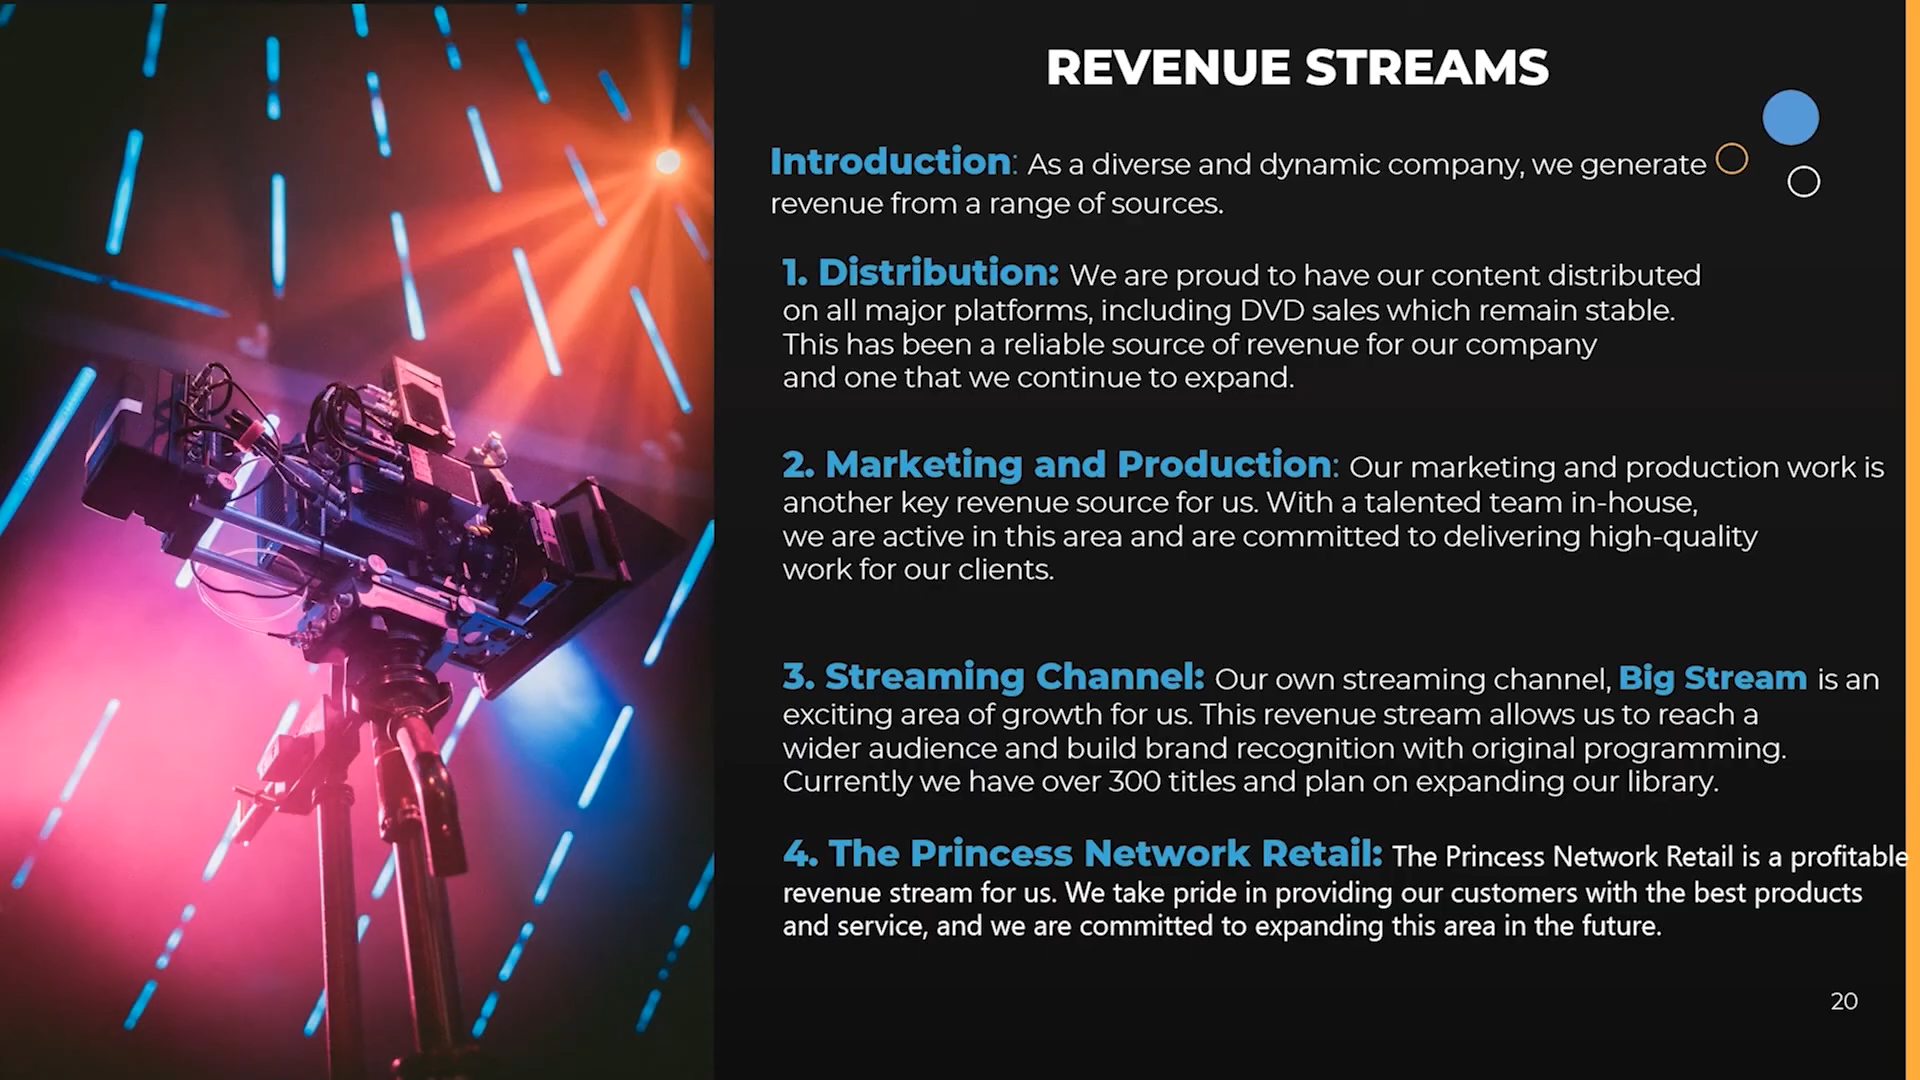 REVENUE STREAMS
Introduction: As a diverse and dynamic company, we generate
revenue from a range of sources.
1. Distribution: We are proud to have our content distributed
on all major platforms, including DVD sales which remain stable.
This has been a reliable source of revenue for our company
and one that we continue to expand.
2. Marketing and Production: Our marketing and production work is
another key revenue source for us. With a talented team in-house,
we are active in this area and are committed to delivering high-quality
work for our clients.
3. Streaming Channel: Our own streaming channel, Big Stream is an
exciting area of growth for us. This revenue stream allows us to reach a
wider audience and build brand recognition with original programming.
Currently we have over 300 titles and plan on expanding our library.
4. The Princess Network Retail: The Princess Network Retail is a profitable
revenue stream for us. We take pride in providing our customers with the best products
and service, and we are committed to expanding this area in the future.
20